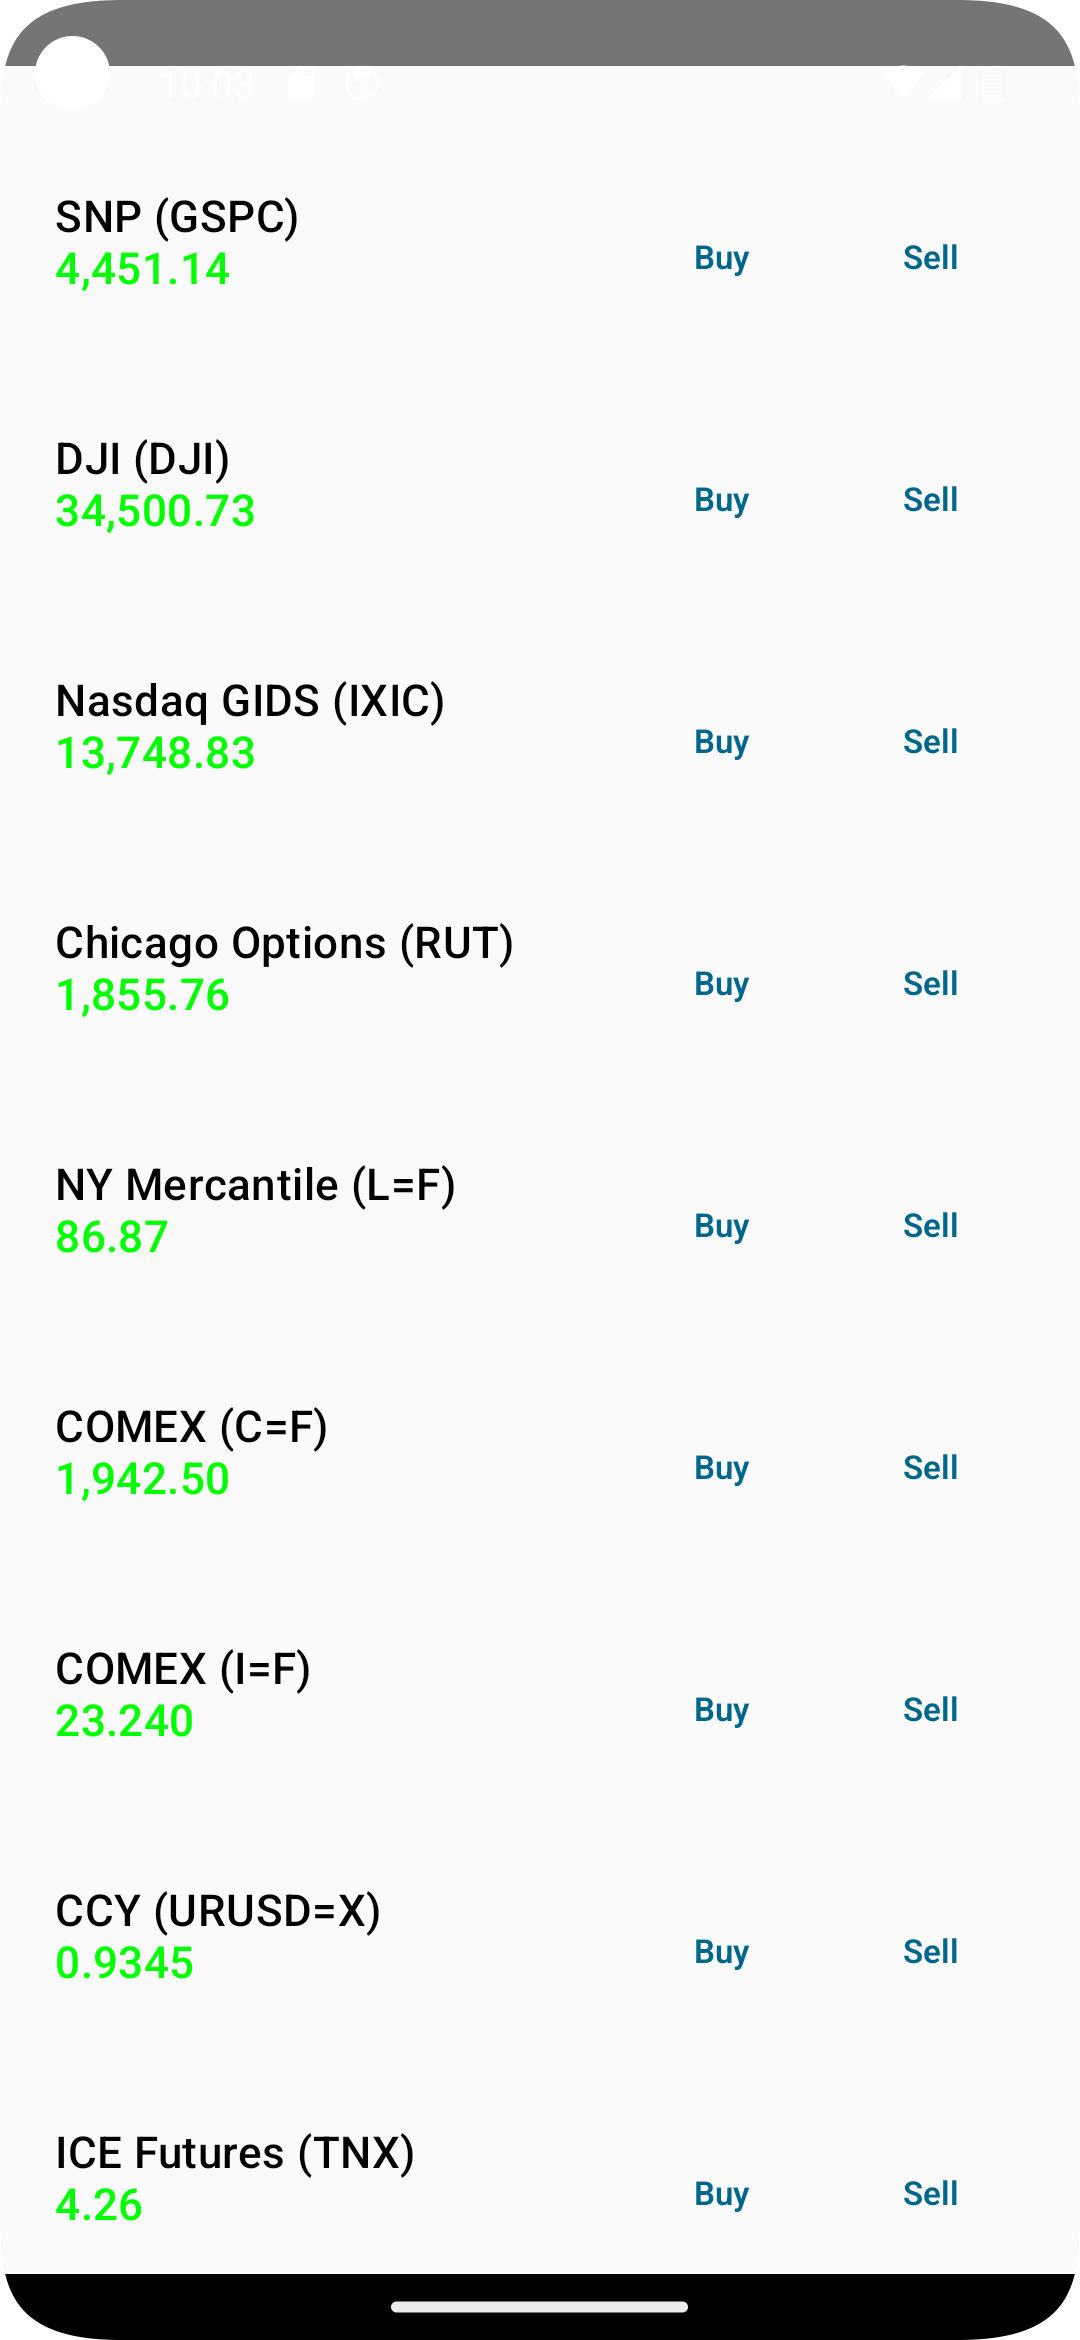 10:03
SNP (GSPC)
4,451.14
Buy
Sell
DJI (DJI)
34,500.73
Buy
Sell
Nasdaq GIDS (IXIC)
13,748.83
Buy
Sell
Chicago Options (RUT)
1,855.76
Buy
Sell
NY Mercantile (L=F)
86.87
Buy
Sell
COMEX (C=F)
1,942.50
Buy
Sell
COMEX (I=F)
23.240
Buy
Sell
CCY (URUSD=X)
0.9345
Buy
Sell
ICE Futures (TNX)
4.26
Buy
Sell